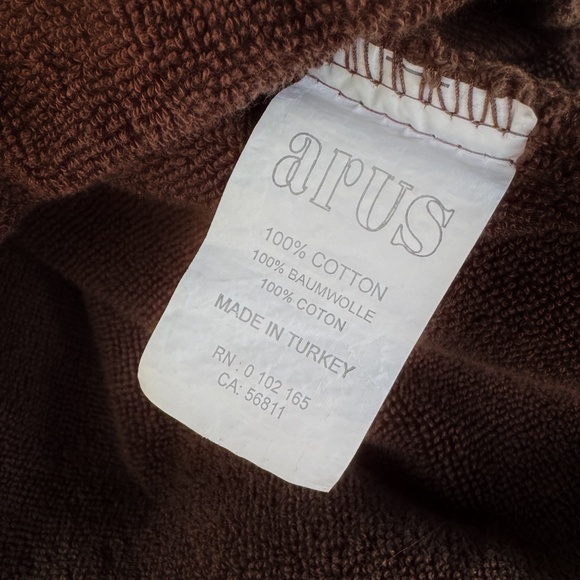 arus
100% COTTON
100% BAUMWOLLE
100% COTON
MADE IN TURKEY
RN : 0 102 165
CA: 56811